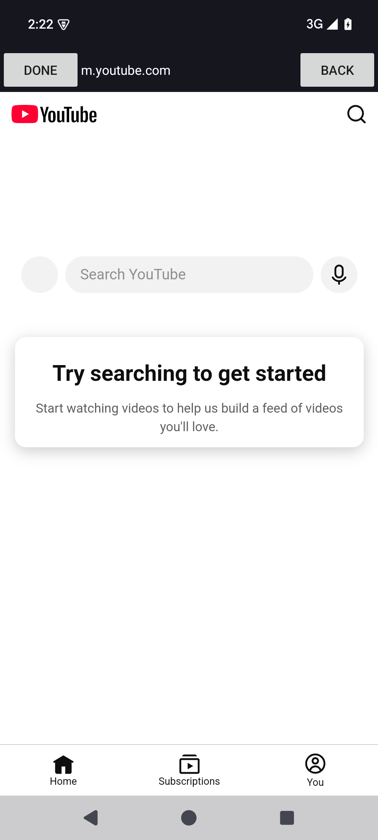 2:22
3G
DONE
m.youtube.com
BACK
YouTube
Search YouTube
Try searching to get started
Start watching videos to help us build a feed of videos
you'll love.
Home
Subscriptions
You